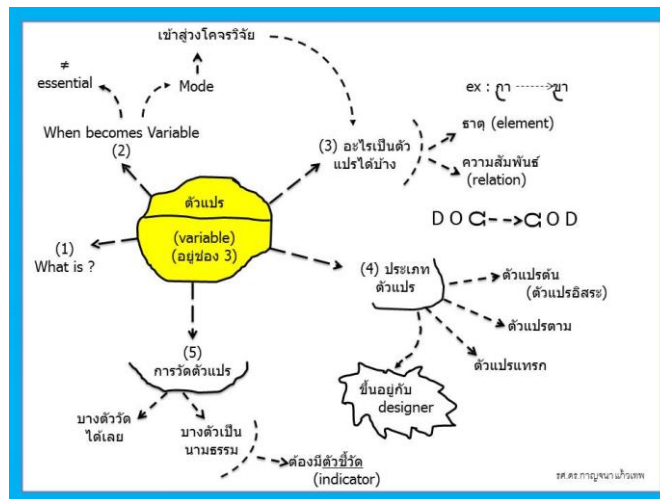 เข้าสู่วงโคจรวิจัย
≠
essential
Mode
When becomes Variable
(2)
ตัวแปร
(variable)
(อยู่ช่อง 3)
(1)
What is ?
(3) อะไรเป็นตัว
แปรได้บ้าง
ex : กา ขา
ธาตุ (element)
ความสัมพันธ์
(relation)
D O C C O D
(4) ประเภท
ตัวแปร
ตัวแปรต้น
(ตัวแปรอิสระ)
ตัวแปรตาม
ตัวแปรแทรก
ขึ้นอยู่กับ
designer
(5)
การวัดตัวแปร
บางตัววัด
ได้เลย
บางตัวเป็น
นามธรรม
ต้องมีตัวชี้วัด
(indicator)
รศ.ดร.กาญจนา แก้วเทพ